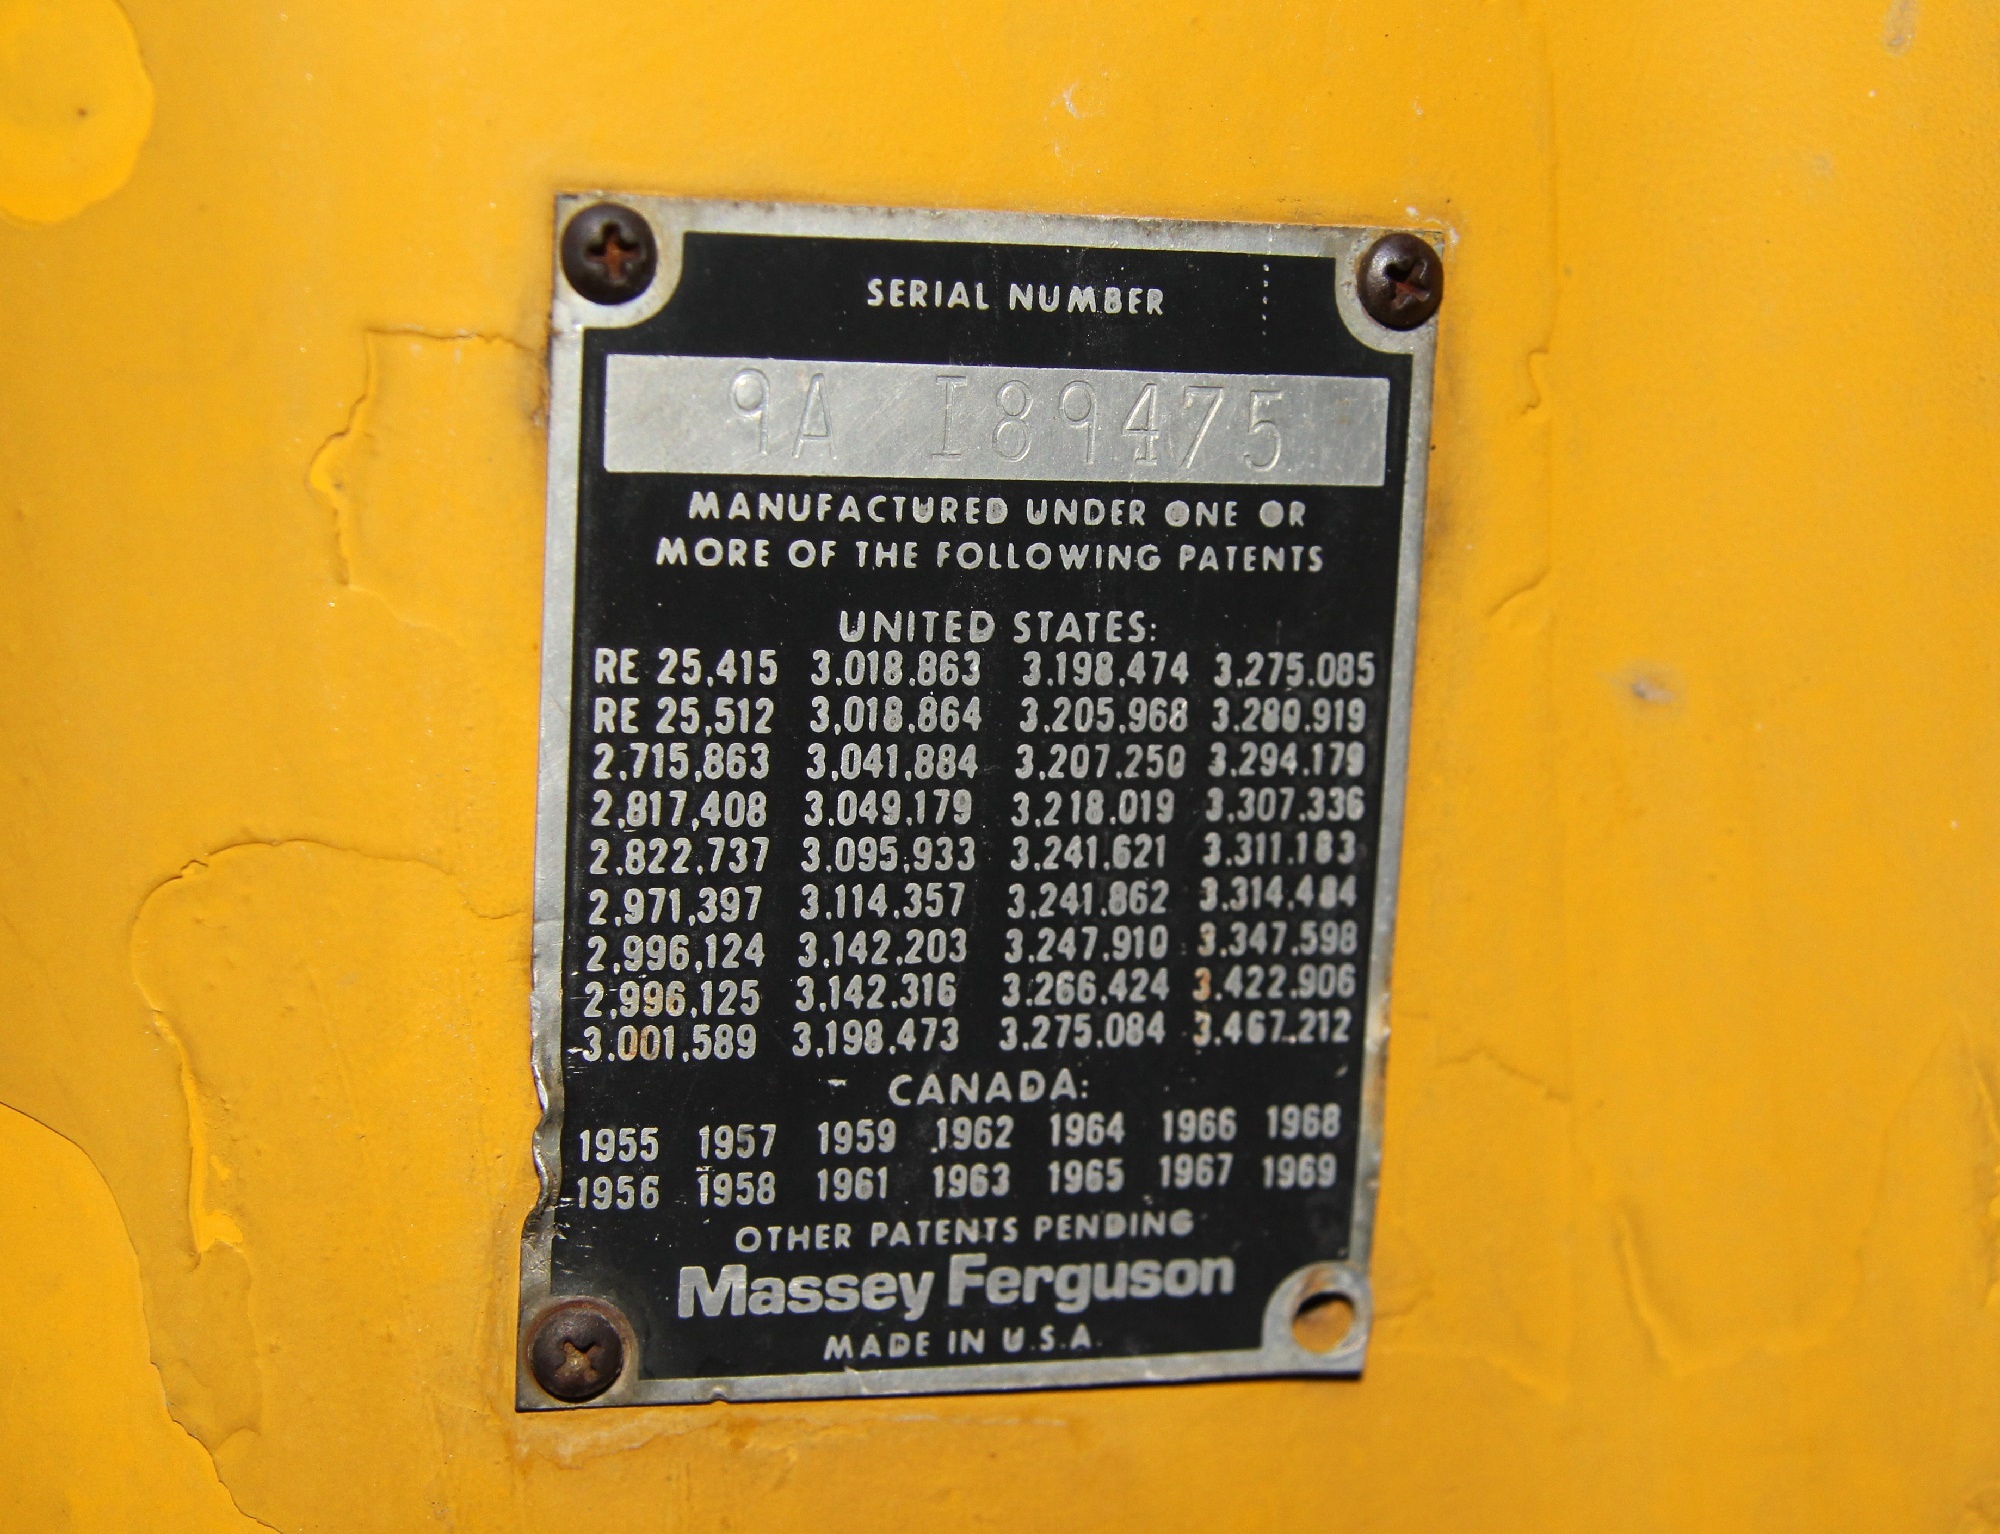 SERIAL NUMBER
9A I89475
MANUFACTURED UNDER ONE OR
MORE OF THE FOLLOWING PATENTS
UNITED STATES:
RE 25,415 3.018.863 3.198.474 3.275.085
RE 25,512 3,018.864 3.205.968 3.280.919
2.715,863 3,041.884 3.207.250 3.294.179
2,817,408 3.049,179 3,218.019 3.307.336
2,822,737 3.095,933 3.241.621 3.311.183
2,971,397 3.114.357 3.241.862 3.314.484
2,996,124 3,142,203 3.247.910 3.347.598
2,996,125 3,142.316 3.266.424 3.422.906
3.001.589 3,198.473 3.275.084 3.467.212
CANADA:
1955 1957 1959 1962 1964 1966 1968
1956 1958 1961 1963 1965 1967 1969
OTHER PATENTS PENDING
Massey Ferguson
MADE IN U.S.A.